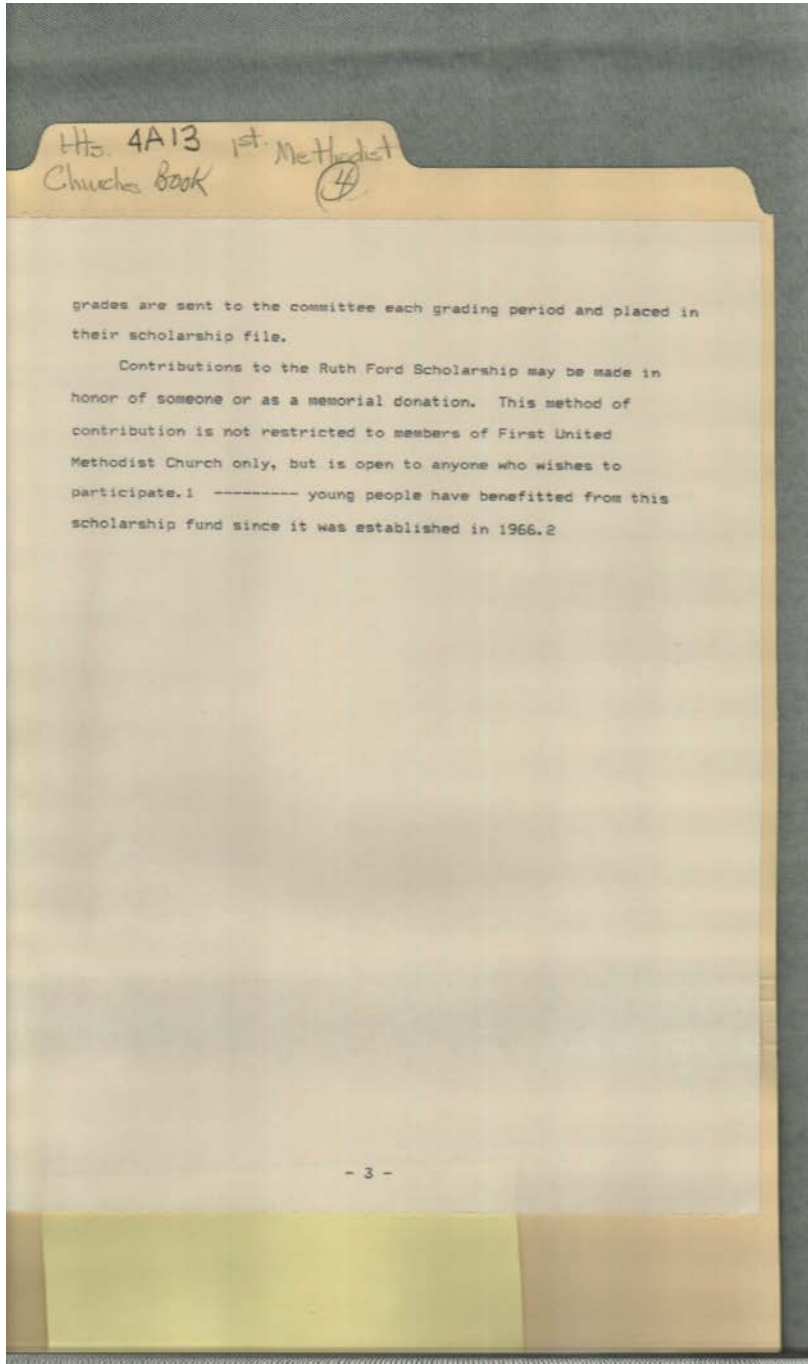 Hts. 4A13 1st. Methodist
Churches Book 4
grades are sent to the committee each grading period and placed in
their scholarship file.
Contributions to the Ruth Ford Scholarship may be made in
honor of someone or as a memorial donation. This method of
contribution is not restricted to members of First United
Methodist Church only, but is open to anyone who wishes to
participate.1 --------- young people have benefitted from this
scholarship fund since it was established in 1966.2
- 3 -